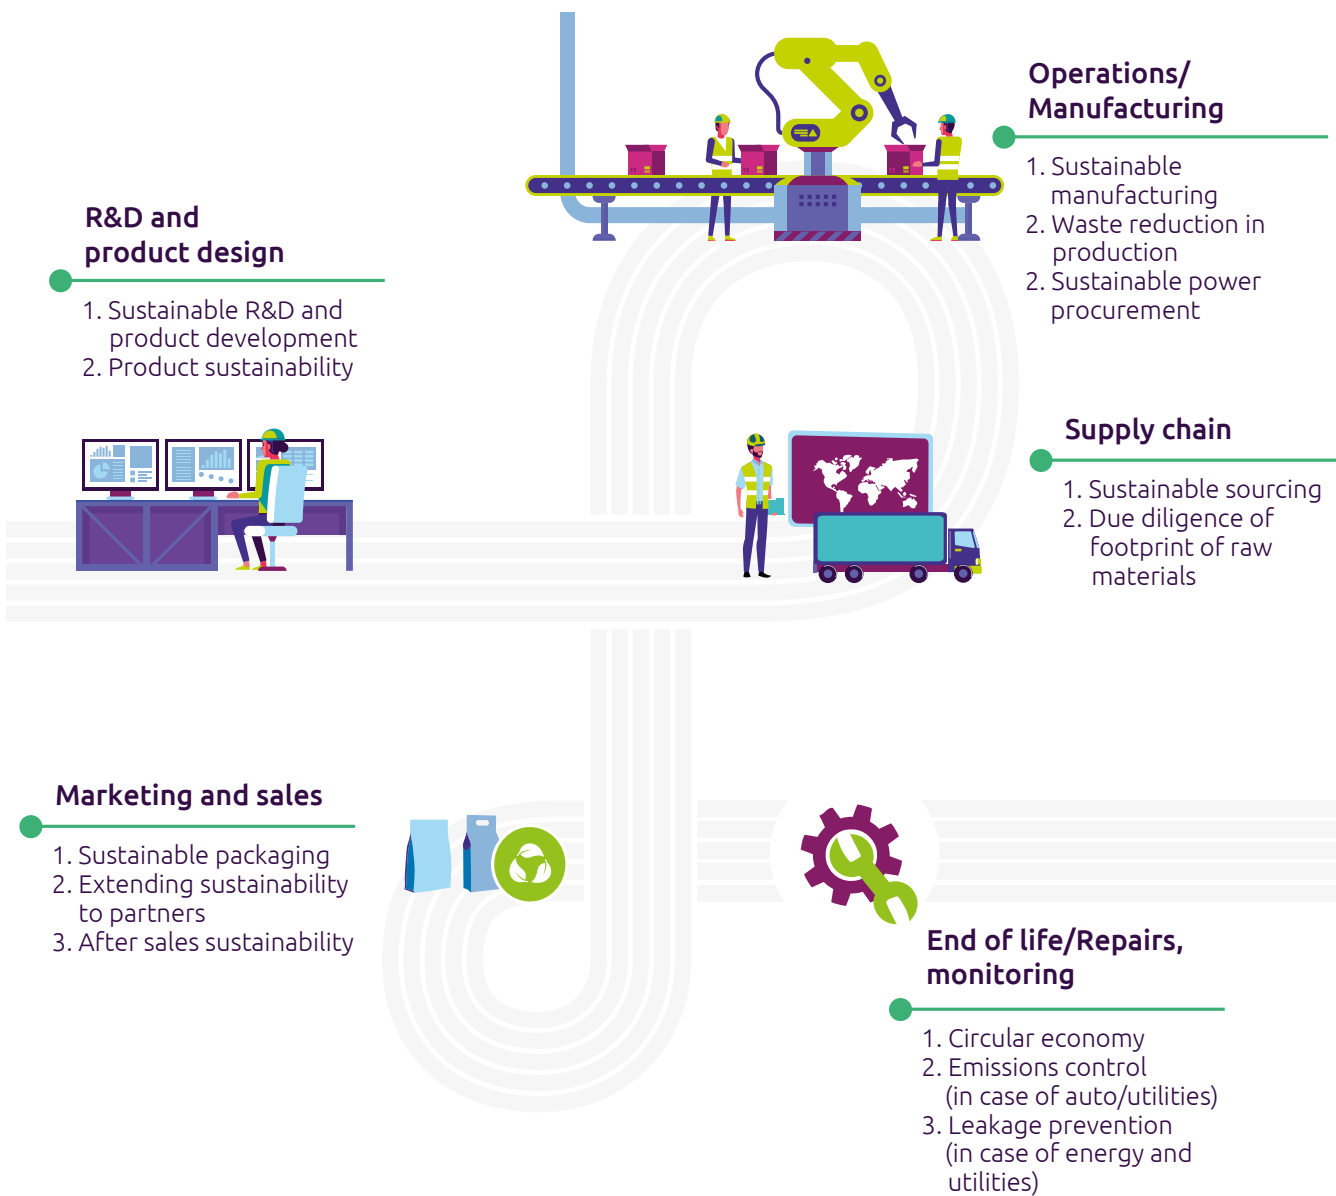 R&D and
product design
1. Sustainable R&D and
product development
2. Product sustainability
Operations/
Manufacturing
1. Sustainable
manufacturing
2. Waste reduction in
production
2. Sustainable power
procurement
Supply chain
1. Sustainable sourcing
2. Due diligence of
footprint of raw
materials
Marketing and sales
1. Sustainable packaging
2. Extending sustainability
to partners
3. After sales sustainability
End of life/Repairs,
monitoring
1. Circular economy
2. Emissions control
(in case of auto/utilities)
3. Leakage prevention
(in case of energy and
utilities)